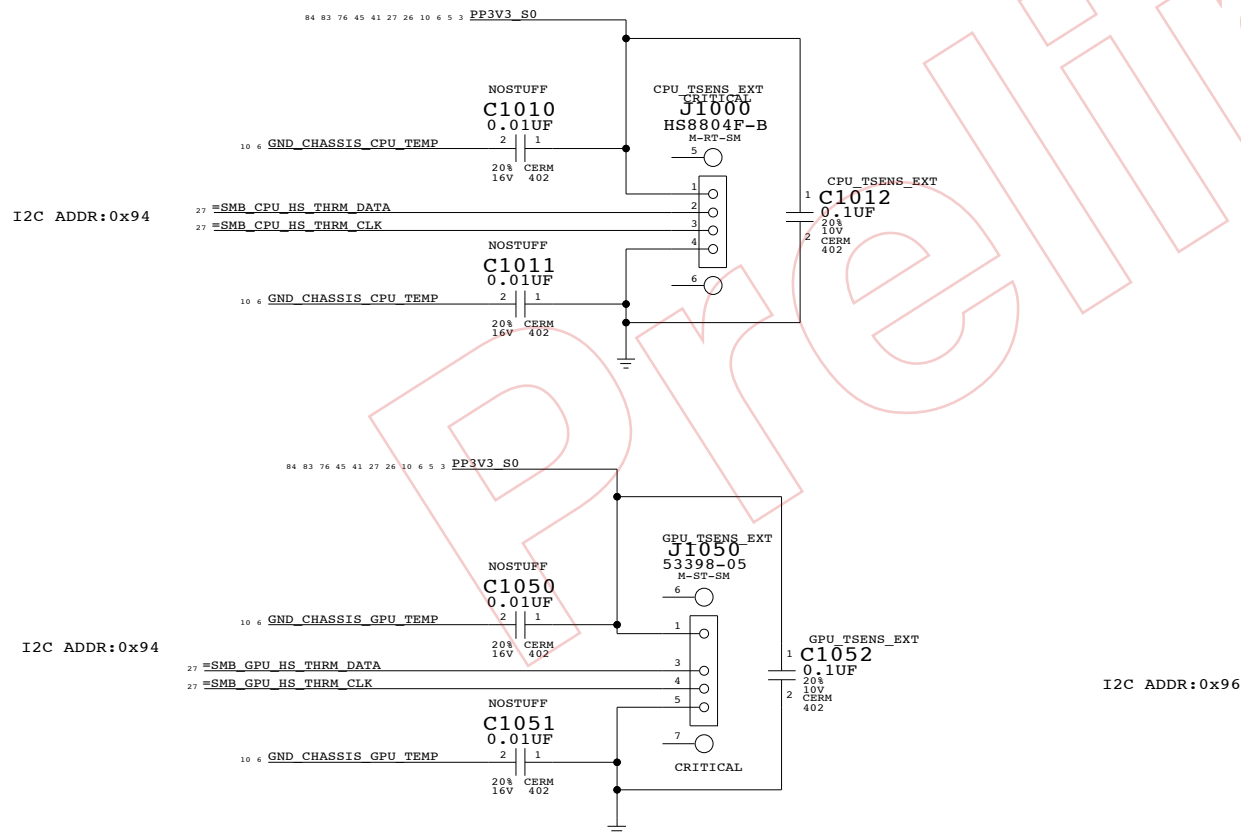 84 83 76 45 41 27 26 10 6 5 3 PP3V3_S0
NOSTUFF
C1010
0.01UF
10 6 GND_CHASSIS_CPU_TEMP
2 1
20% CERM
16V 402
CPU_TSENS_EXT
CRITICAL
J1000
HS8804F-B
M-RT-SM
5
1
2
3
4
6
I2C ADDR:0x94
27 =SMB_CPU_HS_THRM_DATA
27 =SMB_CPU_HS_THRM_CLK
CPU_TSENS_EXT
1 C1012
0.1UF
20%
10V
2 CERM
402
NOSTUFF
C1011
0.01UF
10 6 GND_CHASSIS_CPU_TEMP
2 1
20% CERM
16V 402
84 83 76 45 41 27 26 10 6 5 3 PP3V3_S0
GPU_TSENS_EXT
J1050
53398-05
M-ST-SM
6
1
3
4
5
7
CRITICAL
NOSTUFF
C1050
0.01UF
10 6 GND_CHASSIS_GPU_TEMP
2 1
20% CERM
16V 402
I2C ADDR:0x94
27 =SMB_GPU_HS_THRM_DATA
27 =SMB_GPU_HS_THRM_CLK
GPU_TSENS_EXT
1 C1052
0.1UF
20%
10V
2 CERM
402
I2C ADDR:0x96
NOSTUFF
C1051
0.01UF
10 6 GND_CHASSIS_GPU_TEMP
2 1
20% CERM
16V 402
Prelin